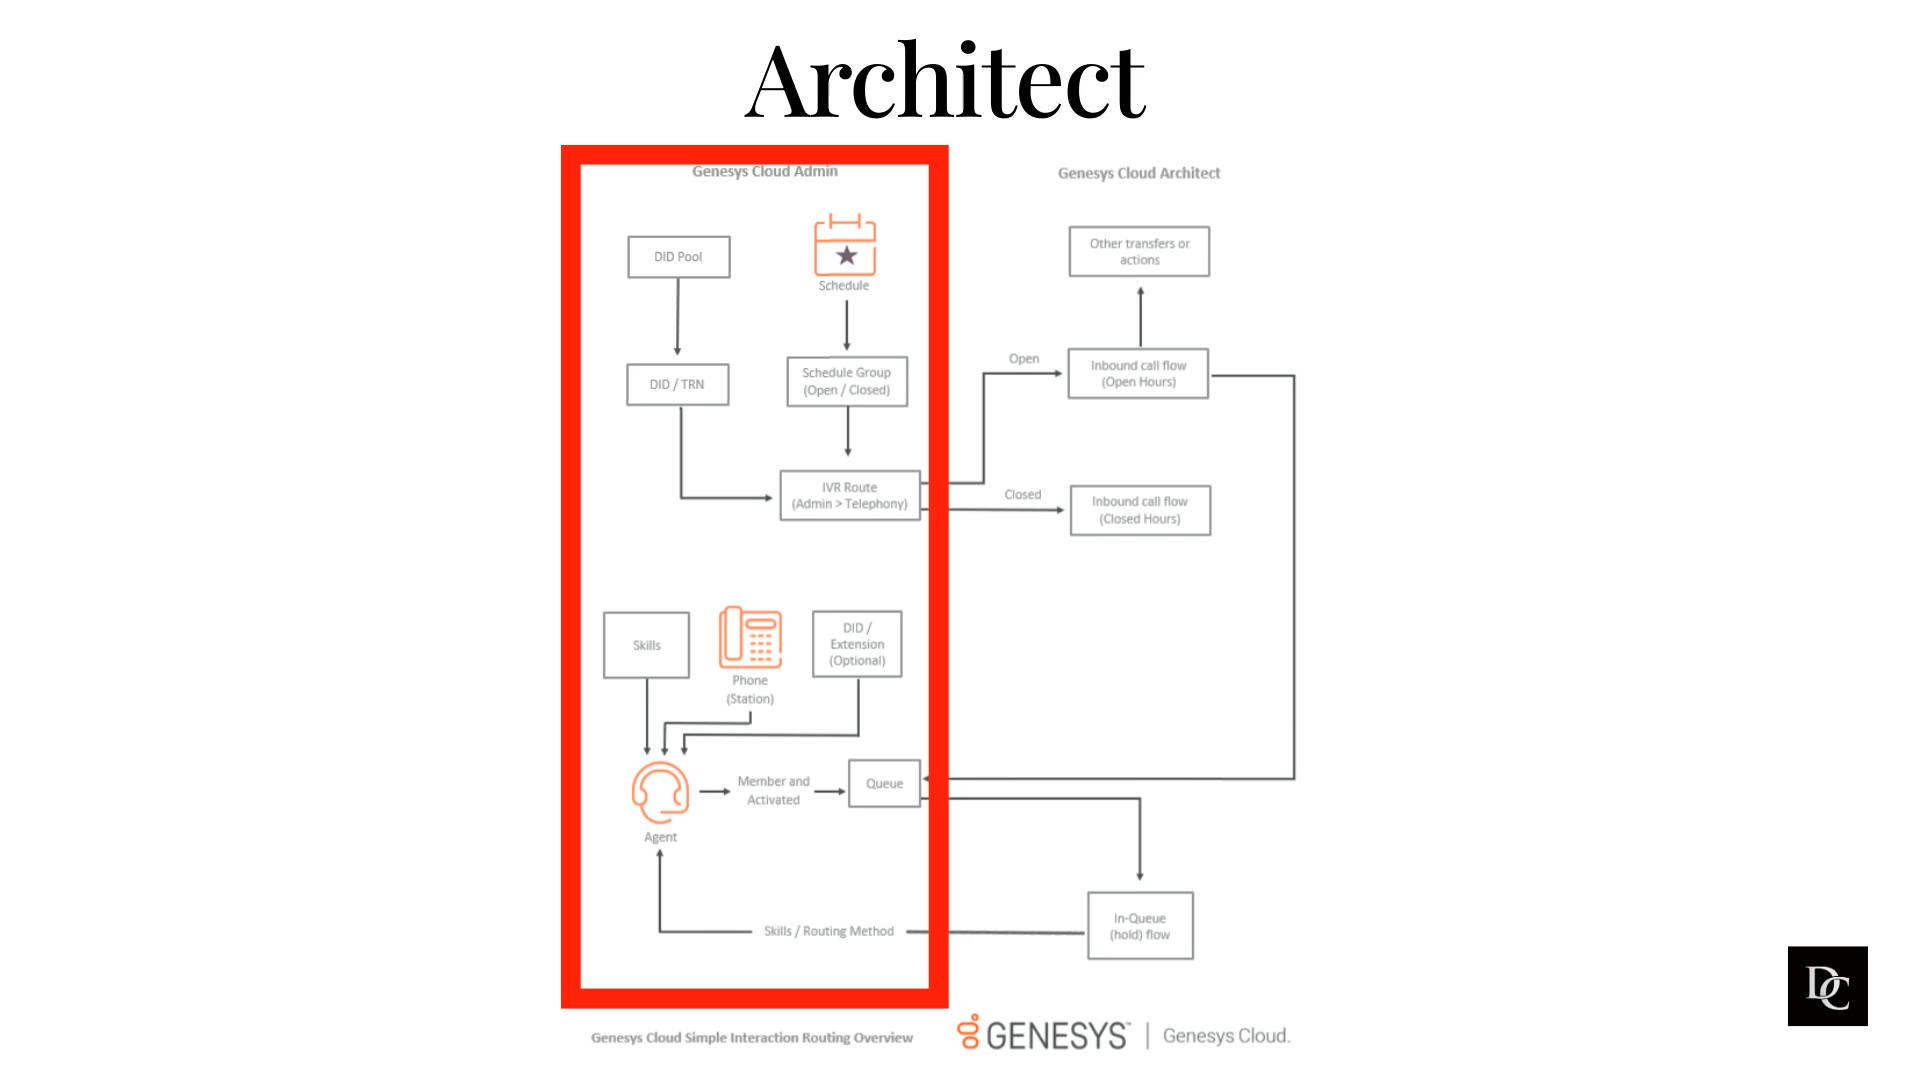 Architect
Genesys Cloud Admin
Genesys Cloud Architect
DID Pool
Schedule
Other transfers or
actions
DID / TRN
Schedule Group
(Open / Closed)
Open
Inbound call flow
(Open Hours)
IVR Route
(Admin > Telephony)
Closed
Inbound call flow
(Closed Hours)
Skills
Phone
(Station)
DID /
Extension
(Optional)
Agent
Member and
Activated
Queue
Skills / Routing Method
In-Queue
(hold) flow
Genesys Cloud Simple Interaction Routing Overview
GENESYS™ | Genesys Cloud.
DC